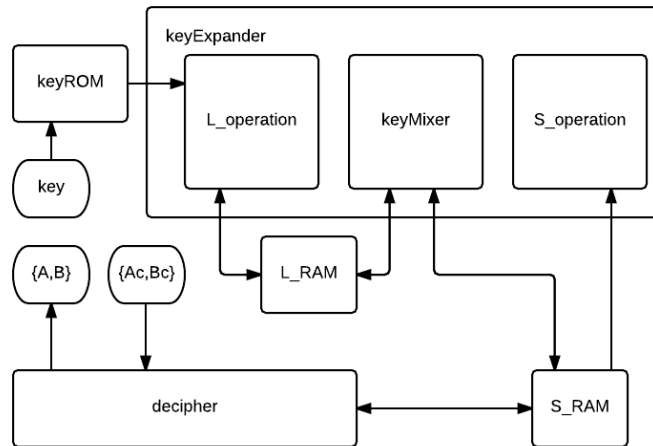 keyExpander
keyROM
L_operation
keyMixer
S_operation
key
{A,B}
{Ac,Bc}
L_RAM
decipher
S_RAM